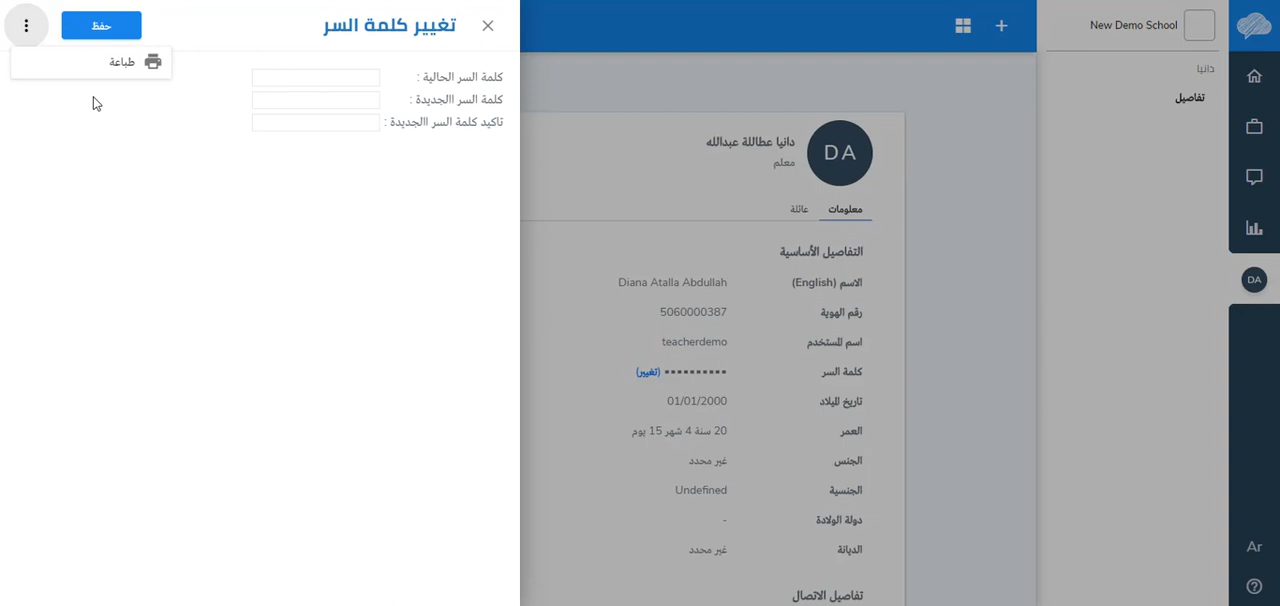 New Demo School
دانيا
تفاصيل
DA
Ar
DA
دانيا عطاللة عبدالله
معلم
معلومات
عائلة
التفاصيل الأساسية
الاسم (English)
Diana Atalla Abdullah
رقم الهوية
5060000387
اسم المستخدم
teacherdemo
كلمة السر
(تغيير)
تاريخ الميلاد
01/01/2000
العمر
20 سنة 4 شهر 15 يوم
الجنس
غير محدد
الجنسية
Undefined
دولة الولادة
-
الديانة
غير محدد
تفاصيل الاتصال
تغيير كلمة السر
حفظ
طباعة
كلمة السر الحالية :
كلمة السر االجديدة :
تاكيد كلمة السر االجديدة :